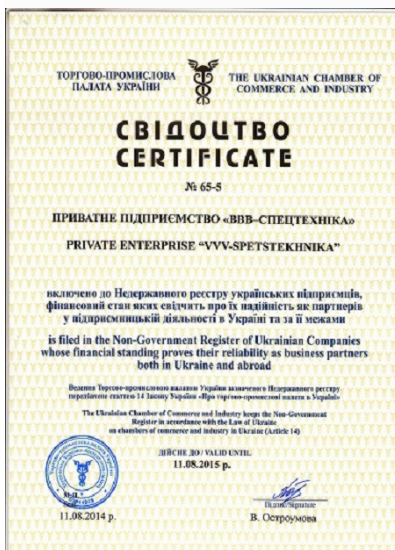 ТОРГОВО-ПРОМИСЛОВА
ПАЛАТА УКРАЇНИ
THE UKRAINIAN CHAMBER OF
COMMERCE AND INDUSTRY
СВІДОЦТВО
CERTIFICATE
№ 65-5
ПРИВАТНЕ ПІДПРИЄМСТВО «ВВВ–СПЕЦТЕХНІКА»
PRIVATE ENTERPRISE “VVV-SPETSTEKHNIKA”
включено до Недержавного реєстру українських підприємців,
фінансовий стан яких свідчить про їх надійність як партнерів
у підприємницькій діяльності в Україні та за її межами
is filed in the Non-Government Register of Ukrainian Companies
whose financial standing proves their reliability as business partners
both in Ukraine and abroad
Ведення Торгово-промисловою палатою України зазначеного Недержавного реєстру
передбачене статтею 14 Закону України «Про торгово-промислові палати в Україні»
The Ukrainian Chamber of Commerce and Industry keeps the Non-Government
Register in accordance with the Law of Ukraine
on chambers of commerce and industry in Ukraine (Article 14)
ДІЙСНЕ ДО / VALID UNTIL
11.08.2015 р.
М.П.
Підпис/Signature
11.08.2014 р.
В. Остроумова